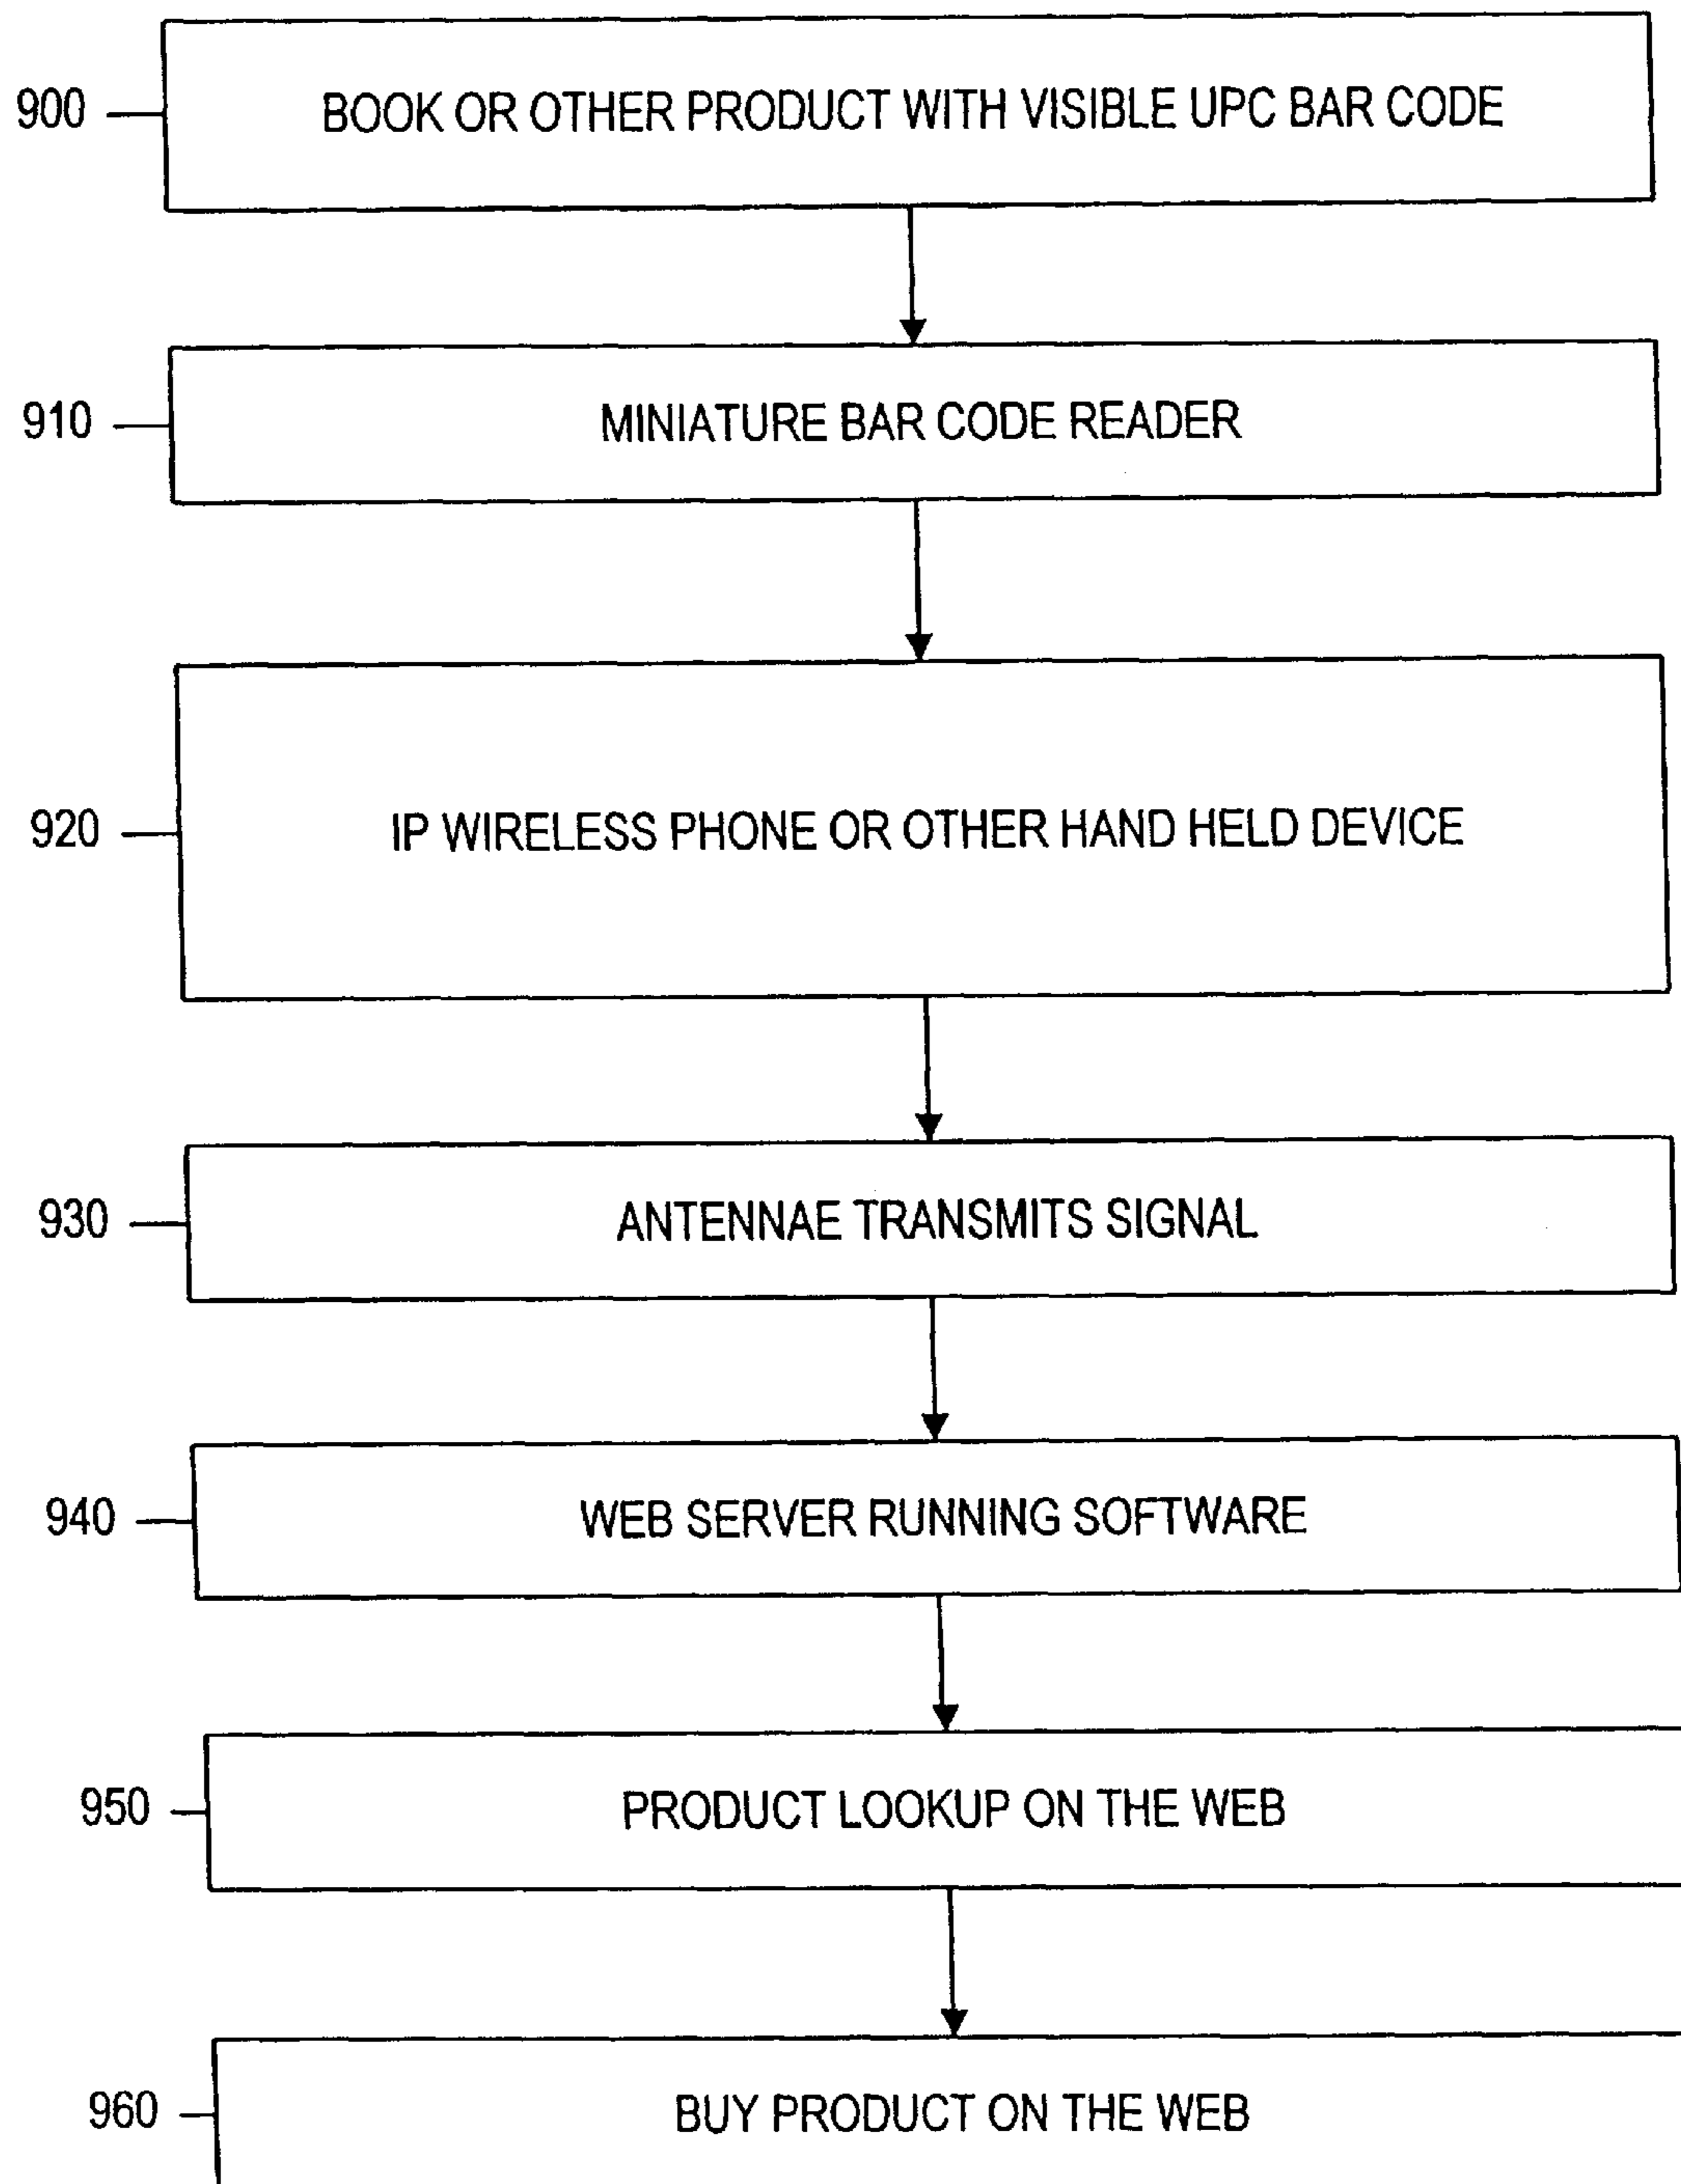 900 BOOK OR OTHER PRODUCT WITH VISIBLE UPC BAR CODE
910 MINIATURE BAR CODE READER
920 IP WIRELESS PHONE OR OTHER HAND HELD DEVICE
930 ANTENNAE TRANSMITS SIGNAL
940 WEB SERVER RUNNING SOFTWARE
950 PRODUCT LOOKUP ON THE WEB
960 BUY PRODUCT ON THE WEB